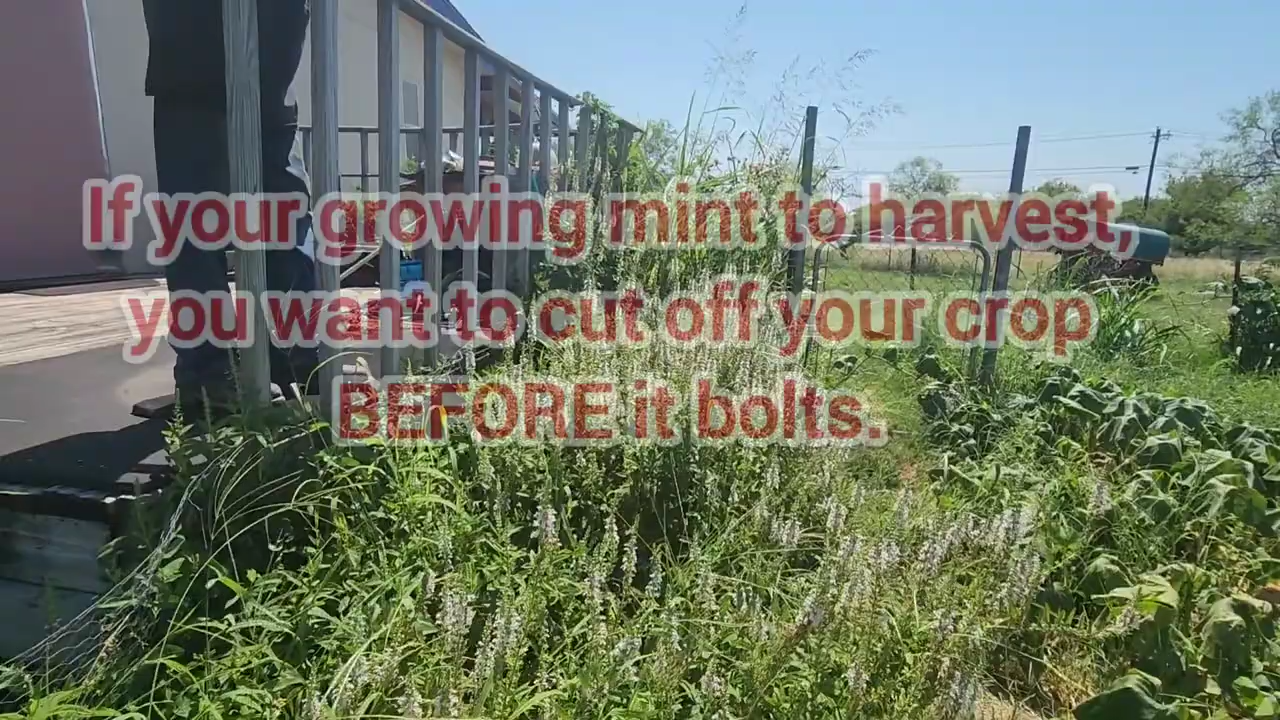 If your growing mint to harvest,
you want to cut off your crop
BEFORE it bolts.